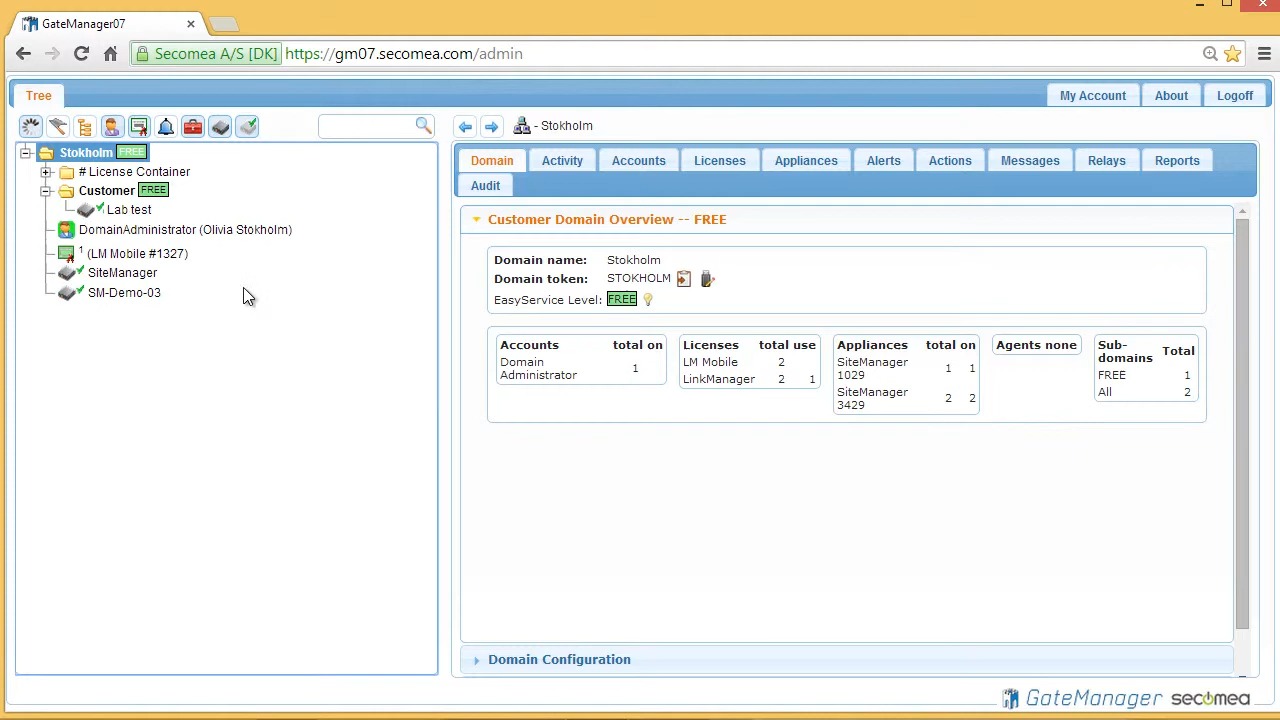 GateManager07
Secomea A/S [DK] https://gm07.secomea.com/admin
Tree
My Account
About
Logoff
- Stokholm
Stokholm FREE
# License Container
Customer FREE
Lab test
DomainAdministrator (Olivia Stokholm)
1 (LM Mobile #1327)
SiteManager
SM-Demo-03
Domain
Activity
Accounts
Licenses
Appliances
Alerts
Actions
Messages
Relays
Reports
Audit
Customer Domain Overview -- FREE
Domain name: Stokholm
Domain token: STOKHOLM
EasyService Level: FREE
Accounts total on
Domain
Administrator 1
Licenses total use
LM Mobile 2
LinkManager 2 1
Appliances total on
SiteManager
1029 1 1
SiteManager
3429 2 2
Agents none
Sub-
domains Total
FREE 1
All 2
Domain Configuration
GateManager secomea